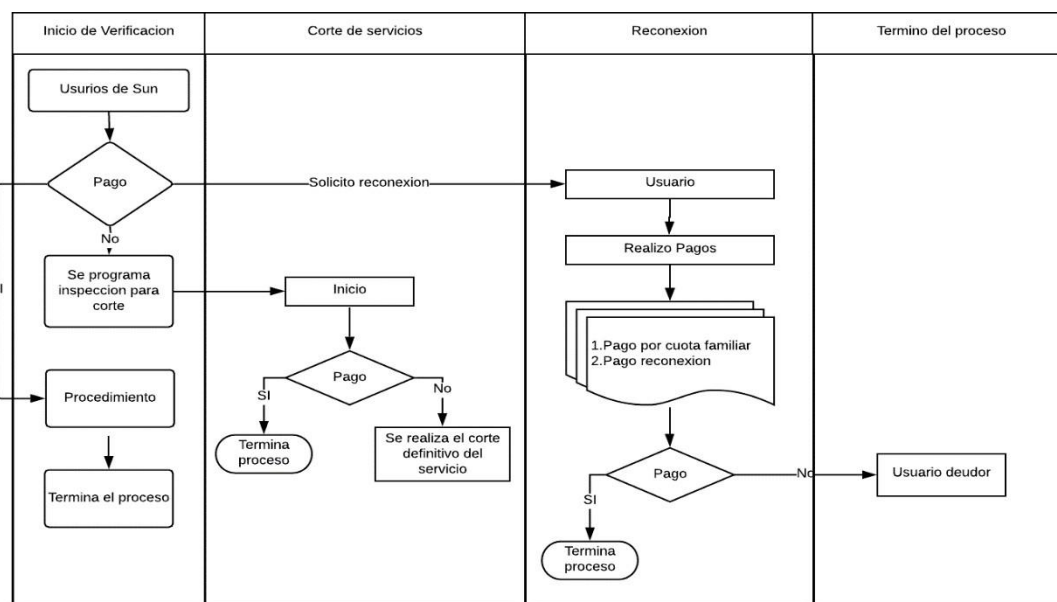 Inicio de Verificacion
Corte de servicios
Reconexion
Termino del proceso
Usurios de Sun
Pago
Solicito reconexion
Usuario
No
Realizo Pagos
Se programa
inspeccion para
corte
Inicio
I
1.Pago por cuota familiar
2.Pago reconexion
Pago
SI
No
Procedimiento
Termina
proceso
Se realiza el corte
definitivo del
servicio
Pago
No
Usuario deudor
SI
Termina el proceso
Termina
proceso